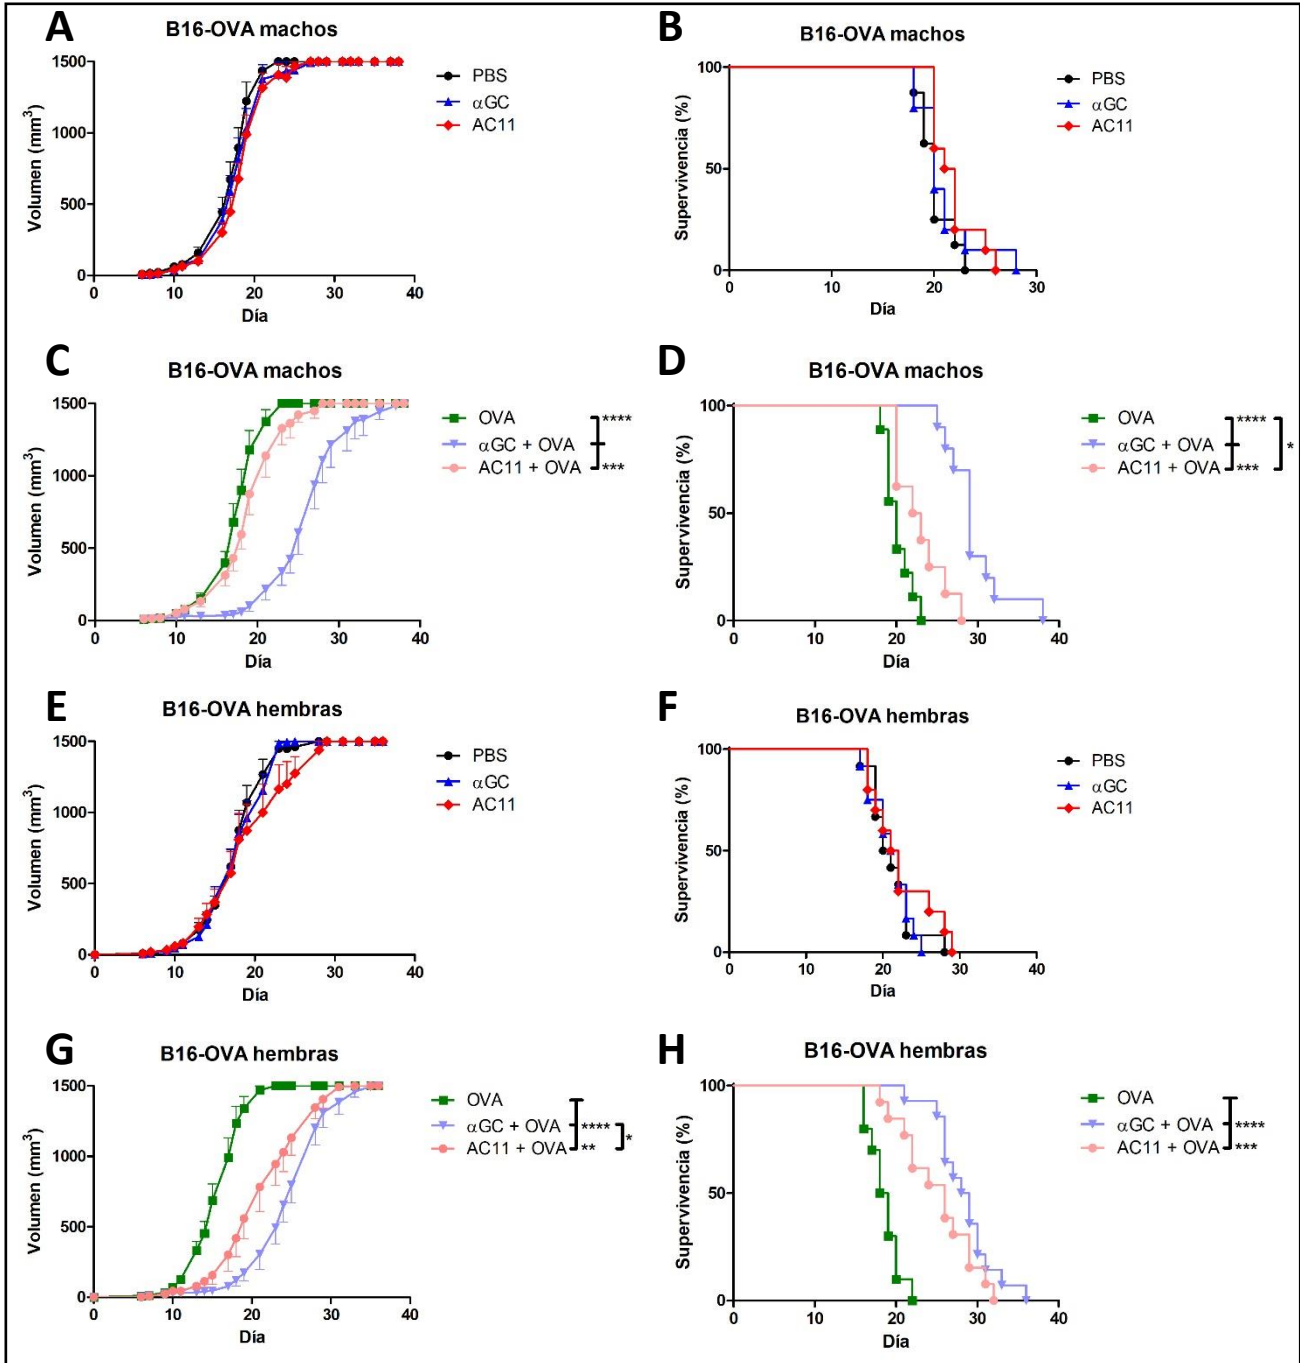 A
B16-OVA machos
Volumen (mm³)
1500
1000
500
0
0 10 20 30 40
Día
PBS
αGC
AC11
B
B16-OVA machos
Supervivencia (%)
100
50
0
0 10 20 30
Día
PBS
αGC
AC11
C
B16-OVA machos
Volumen (mm³)
1500
1000
500
0
0 10 20 30 40
Día
OVA ****
αGC + OVA
AC11 + OVA ***
D
B16-OVA machos
Supervivencia (%)
100
50
0
0 10 20 30 40
Día
OVA ****
αGC + OVA *
AC11 + OVA ***
E
B16-OVA hembras
Volumen (mm³)
1500
1000
500
0
0 10 20 30 40
Día
PBS
αGC
AC11
F
B16-OVA hembras
Supervivencia (%)
100
50
0
0 10 20 30 40
Día
PBS
αGC
AC11
G
B16-OVA hembras
Volumen (mm³)
1500
1000
500
0
0 10 20 30 40
Día
OVA
αGC + OVA ****
AC11 + OVA ** *
H
B16-OVA hembras
Supervivencia (%)
100
50
0
0 10 20 30 40
Día
OVA
αGC + OVA ****
AC11 + OVA ***